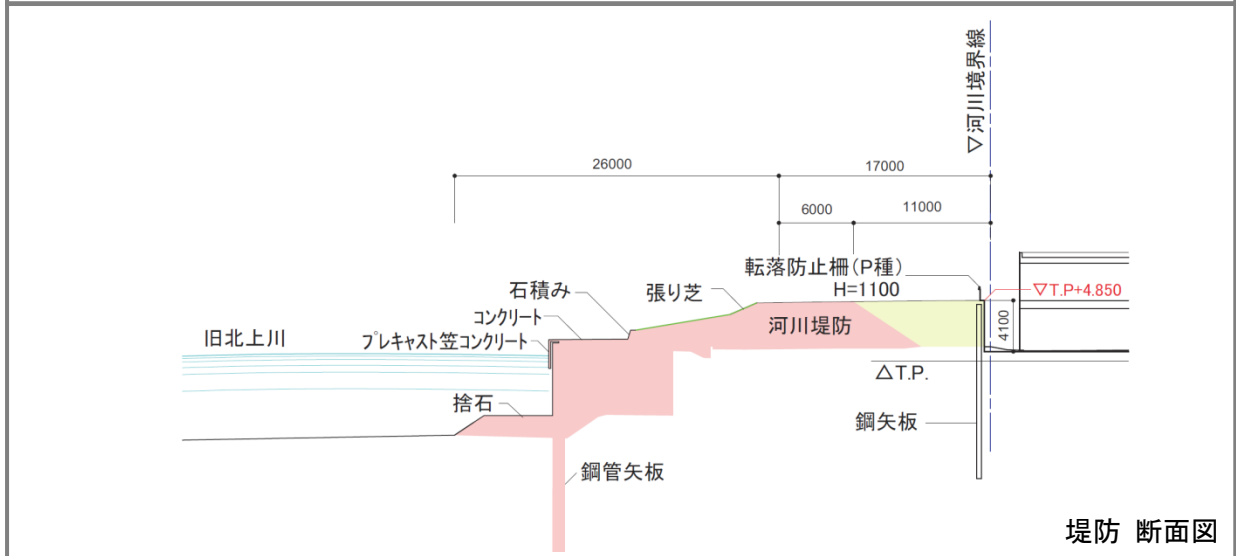 ▽河川境界線
26000
17000
6000
11000
転落防止柵(P種)
H=1100
▽T.P+4.850
石積み
張り芝
コンクリート
河川堤防
4100
旧北上川
プレキャスト笠コンクリート
△T.P.
捨石
鋼矢板
鋼管矢板
堤防 断面図